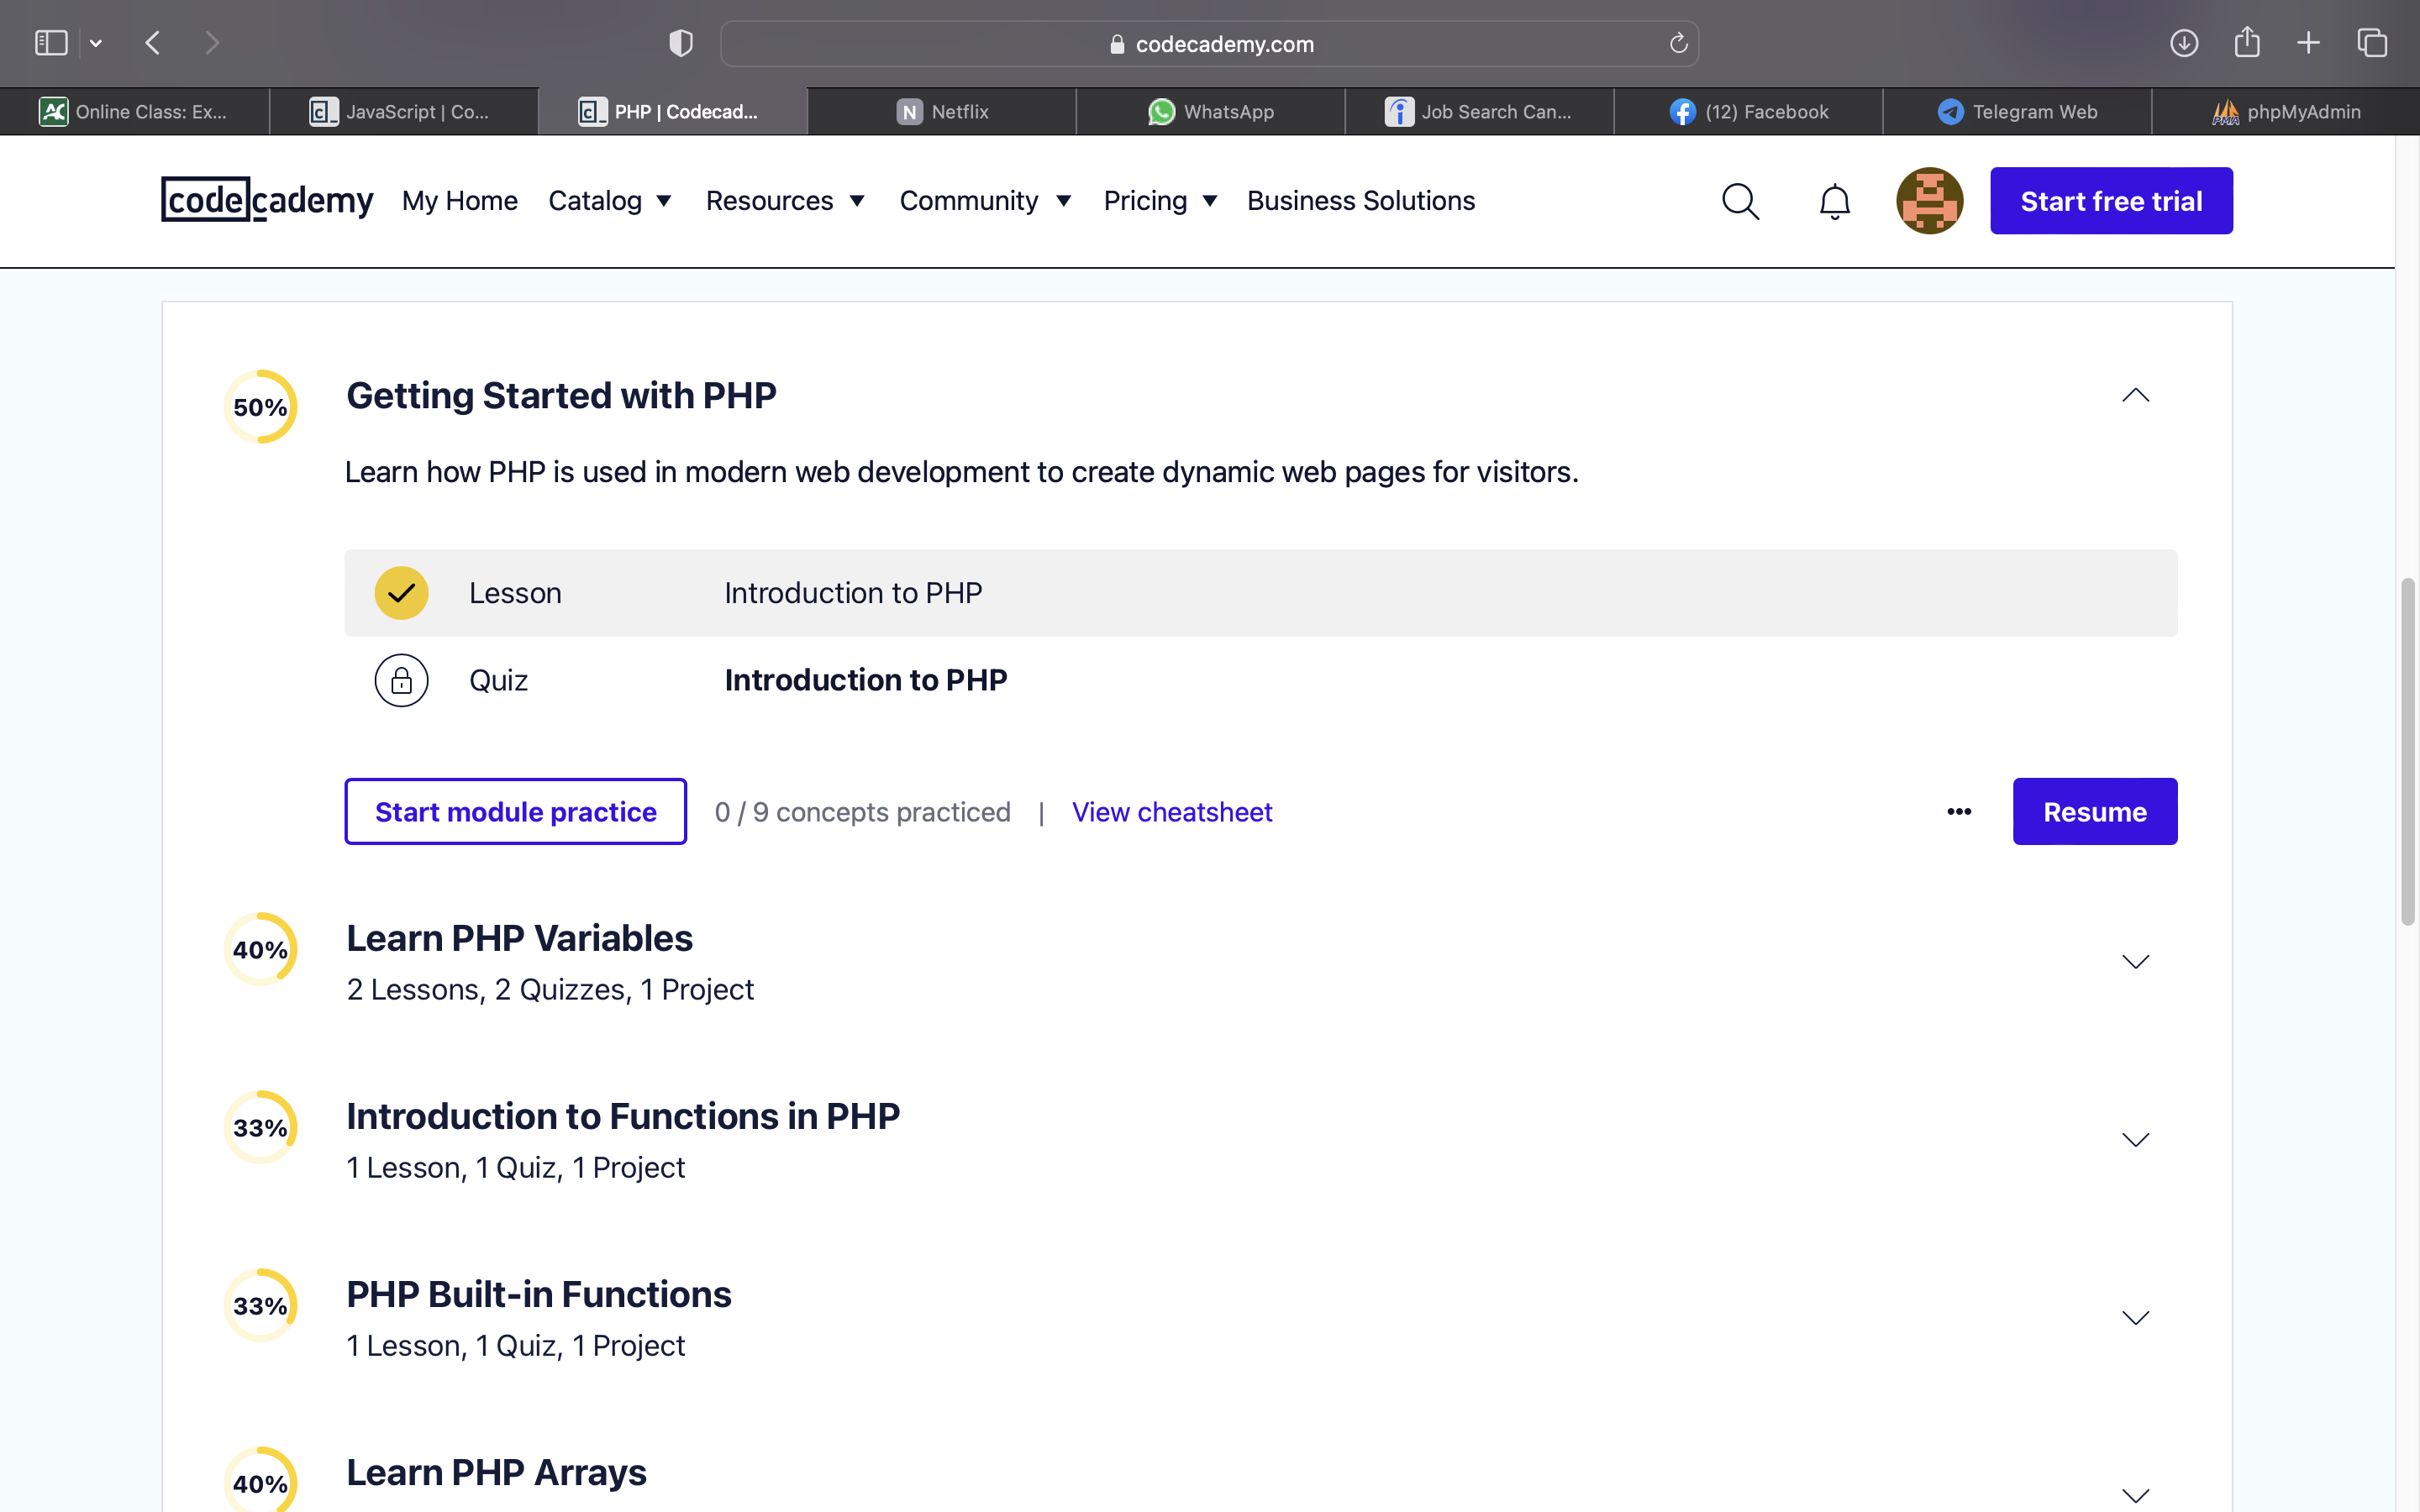 codecademy.com
Online Class: Ex...
JavaScript | Co...
PHP | Codecad...
Netflix
WhatsApp
Job Search Can...
(12) Facebook
Telegram Web
phpMyAdmin
codecademy
My Home
Catalog
Resources
Community
Pricing
Business Solutions
Start free trial
50%
Getting Started with PHP
Learn how PHP is used in modern web development to create dynamic web pages for visitors.
Lesson
Introduction to PHP
Quiz
Introduction to PHP
Start module practice
0 / 9 concepts practiced
|
View cheatsheet
Resume
40%
Learn PHP Variables
2 Lessons, 2 Quizzes, 1 Project
33%
Introduction to Functions in PHP
1 Lesson, 1 Quiz, 1 Project
33%
PHP Built-in Functions
1 Lesson, 1 Quiz, 1 Project
40%
Learn PHP Arrays